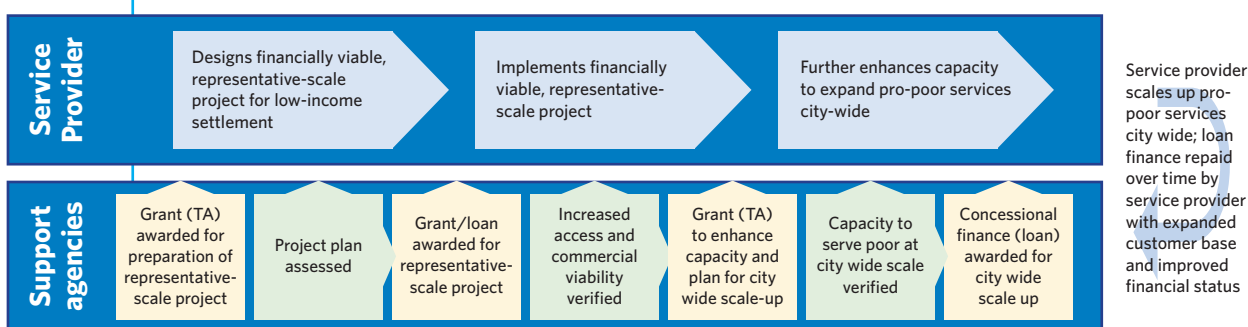 Service
Provider
Designs financially viable,
representative-scale
project for low-income
settlement
Implements financially
viable, representative-
scale project
Further enhances capacity
to expand pro-poor services
city-wide
Service provider
scales up pro-
poor services
city wide; loan
finance repaid
over time by
service provider
with expanded
customer base
and improved
financial status
Support
agencies
Grant (TA)
awarded for
preparation of
representative-
scale project
Project plan
assessed
Grant/loan
awarded for
representative-
scale project
Increased
access and
commercial
viability
verified
Grant (TA)
to enhance
capacity and
plan for city
wide scale-up
Capacity to
serve poor at
city wide scale
verified
Concessional
finance (loan)
awarded for
city wide
scale up